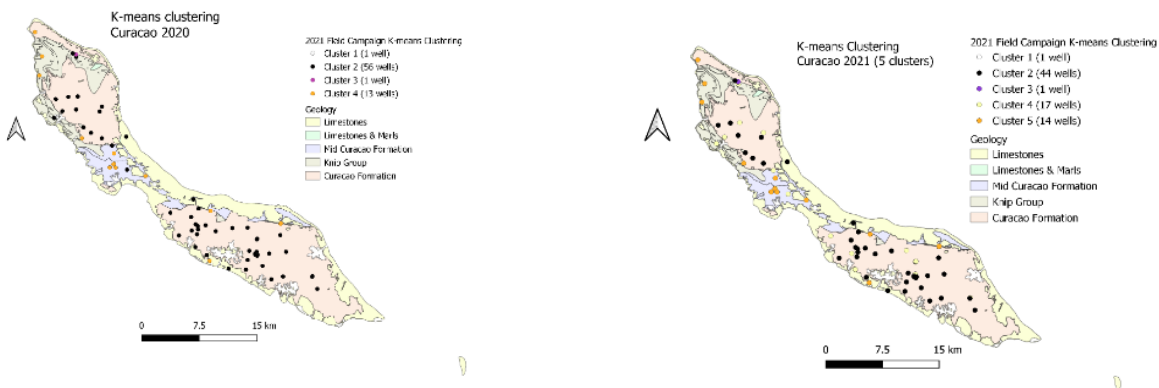 K-means clustering
Curacao 2020
2021 Field Campaign K-means Clustering
Cluster 1 (1 well)
Cluster 2 (56 wells)
Cluster 3 (1 well)
Cluster 4 (13 wells)
Geology
Limestones
Limestones & Marls
Mid Curacao Formation
Knip Group
Curacao Formation
0 7.5 15 km
K-means Clustering
Curacao 2021 (5 clusters)
2021 Field Campaign K-means Clustering
Cluster 1 (1 well)
Cluster 2 (44 wells)
Cluster 3 (1 well)
Cluster 4 (17 wells)
Cluster 5 (14 wells)
Geology
Limestones
Limestones & Marls
Mid Curacao Formation
Knip Group
Curacao Formation
0 7.5 15 km